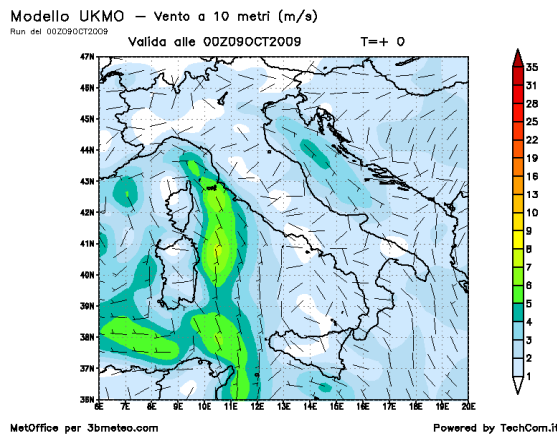 Modello UKMO – Vento a 10 metri (m/s)
Run del 00Z09OCT2009
Valida alle 00Z09OCT2009 T=+ 0
47N
46N
45N
44N
43N
42N
41N
40N
39N
38N
37N
36N
35N
6E 7E 8E 9E 10E 11E 12E 13E 14E 15E 16E 17E 18E 19E 20E
35
31
28
25
22
19
16
13
10
9
8
7
6
5
4
3
2
1
MetOffice per 3bmeteo.com Powered by TechCom.it